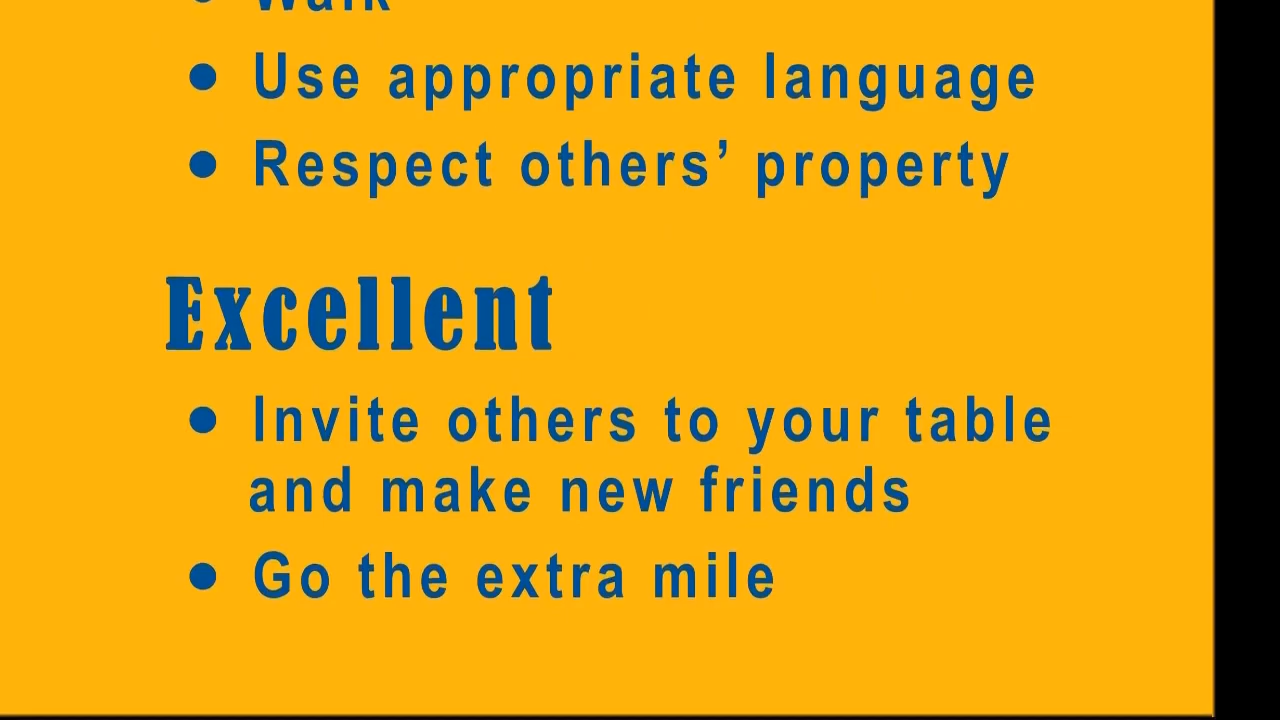 Walk
• Use appropriate language
• Respect others’ property
Excellent
• Invite others to your table
and make new friends
• Go the extra mile